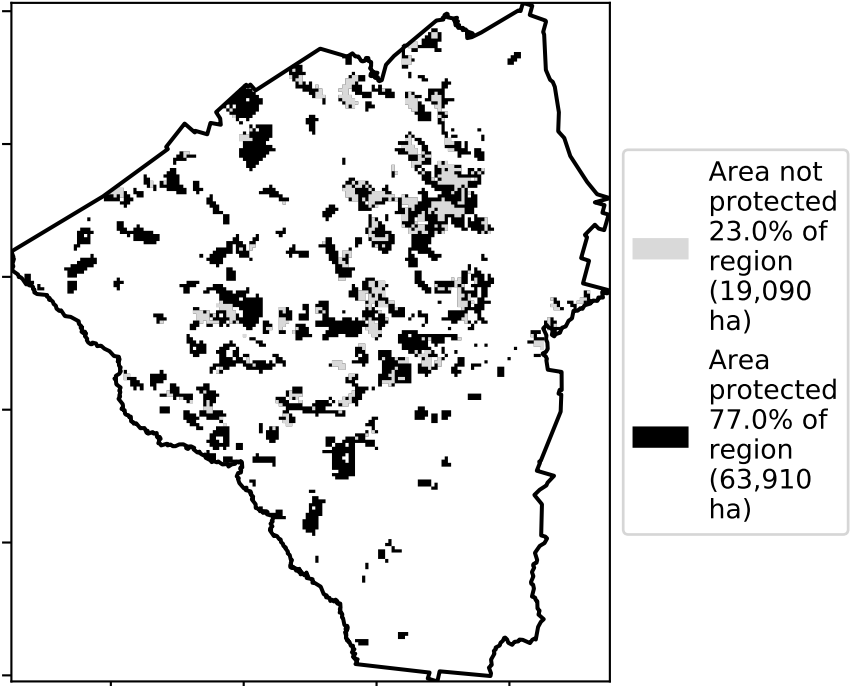 Area not
protected
23.0% of
region
(19,090
ha)
Area
protected
77.0% of
region
(63,910
ha)